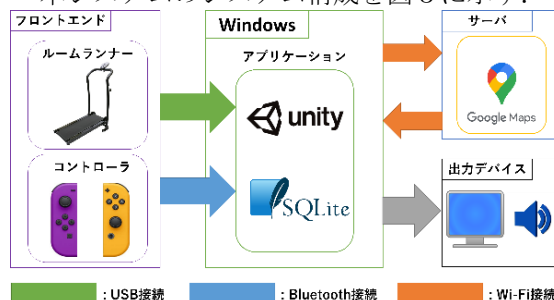 フロントエンド
ルームランナー
コントローラ
Windows
アプリケーション
unity
SQLite
サーバ
Google Maps
出力デバイス
: USB接続
: Bluetooth接続
: Wi-Fi接続